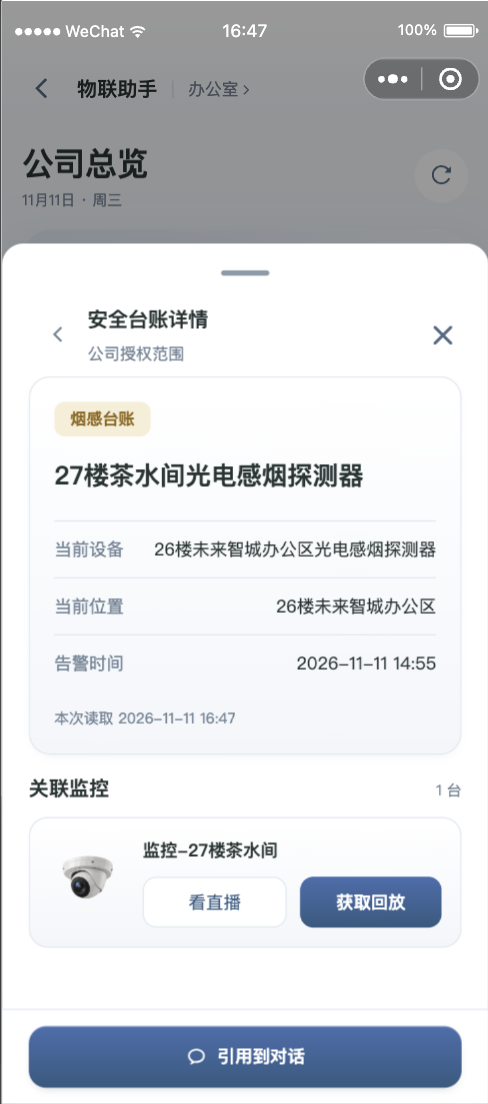 WeChat 16:47 100%
物联助手 办公室
公司总览
11月11日 · 周三
安全台账详情
公司授权范围
烟感台账
27楼茶水间光电感烟探测器
当前设备 26楼未来智城办公区光电感烟探测器
当前位置 26楼未来智城办公区
告警时间 2026-11-11 14:55
本次读取 2026-11-11 16:47
关联监控 1 台
监控-27楼茶水间
看直播 获取回放
引用到对话